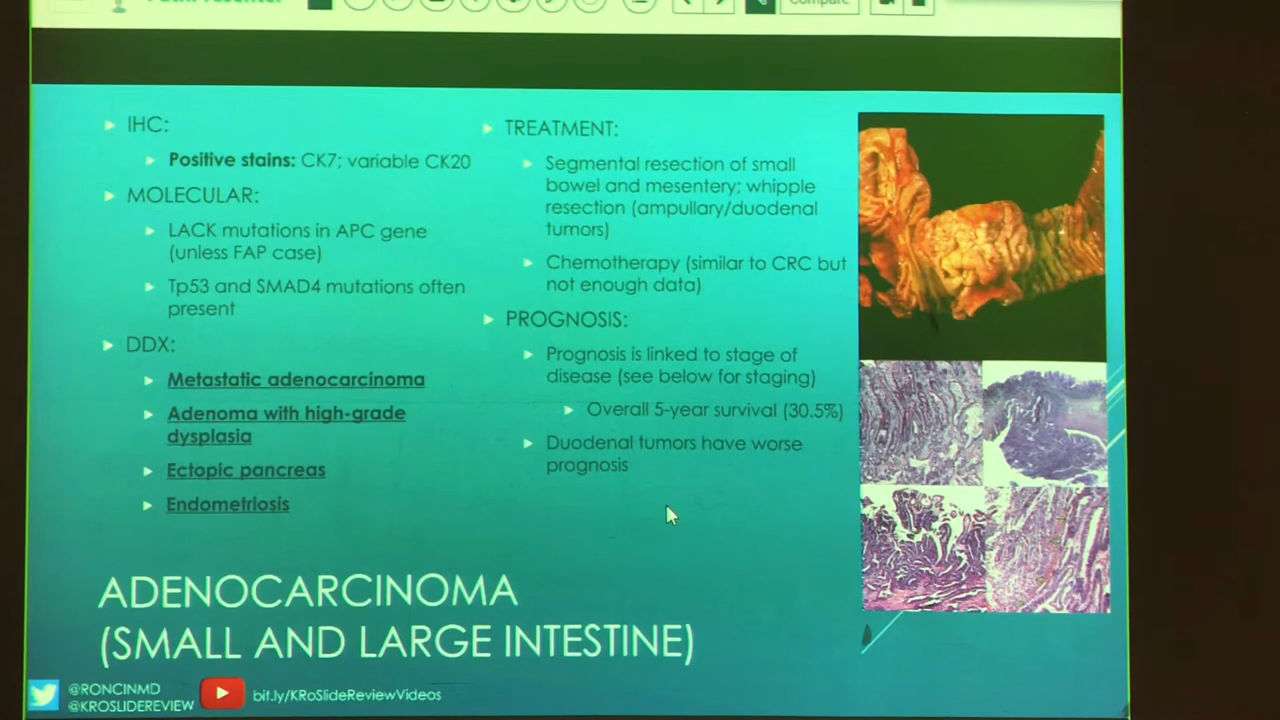 IHC:
Positive stains: CK7; variable CK20
MOLECULAR:
LACK mutations in APC gene
(unless FAP case)
Tp53 and SMAD4 mutations often
present
DDX:
Metastatic adenocarcinoma
Adenoma with high-grade
dysplasia
Ectopic pancreas
Endometriosis
TREATMENT:
Segmental resection of small
bowel and mesentery; whipple
resection (ampullary/duodenal
tumors)
Chemotherapy (similar to CRC but
not enough data)
PROGNOSIS:
Prognosis is linked to stage of
disease (see below for staging)
Overall 5-year survival (30.5%)
Duodenal tumors have worse
prognosis
ADENOCARCINOMA
(SMALL AND LARGE INTESTINE)
@RONCINMD
@KROSLIDEREVIEW
bit.ly/KRoSlideReviewVideos